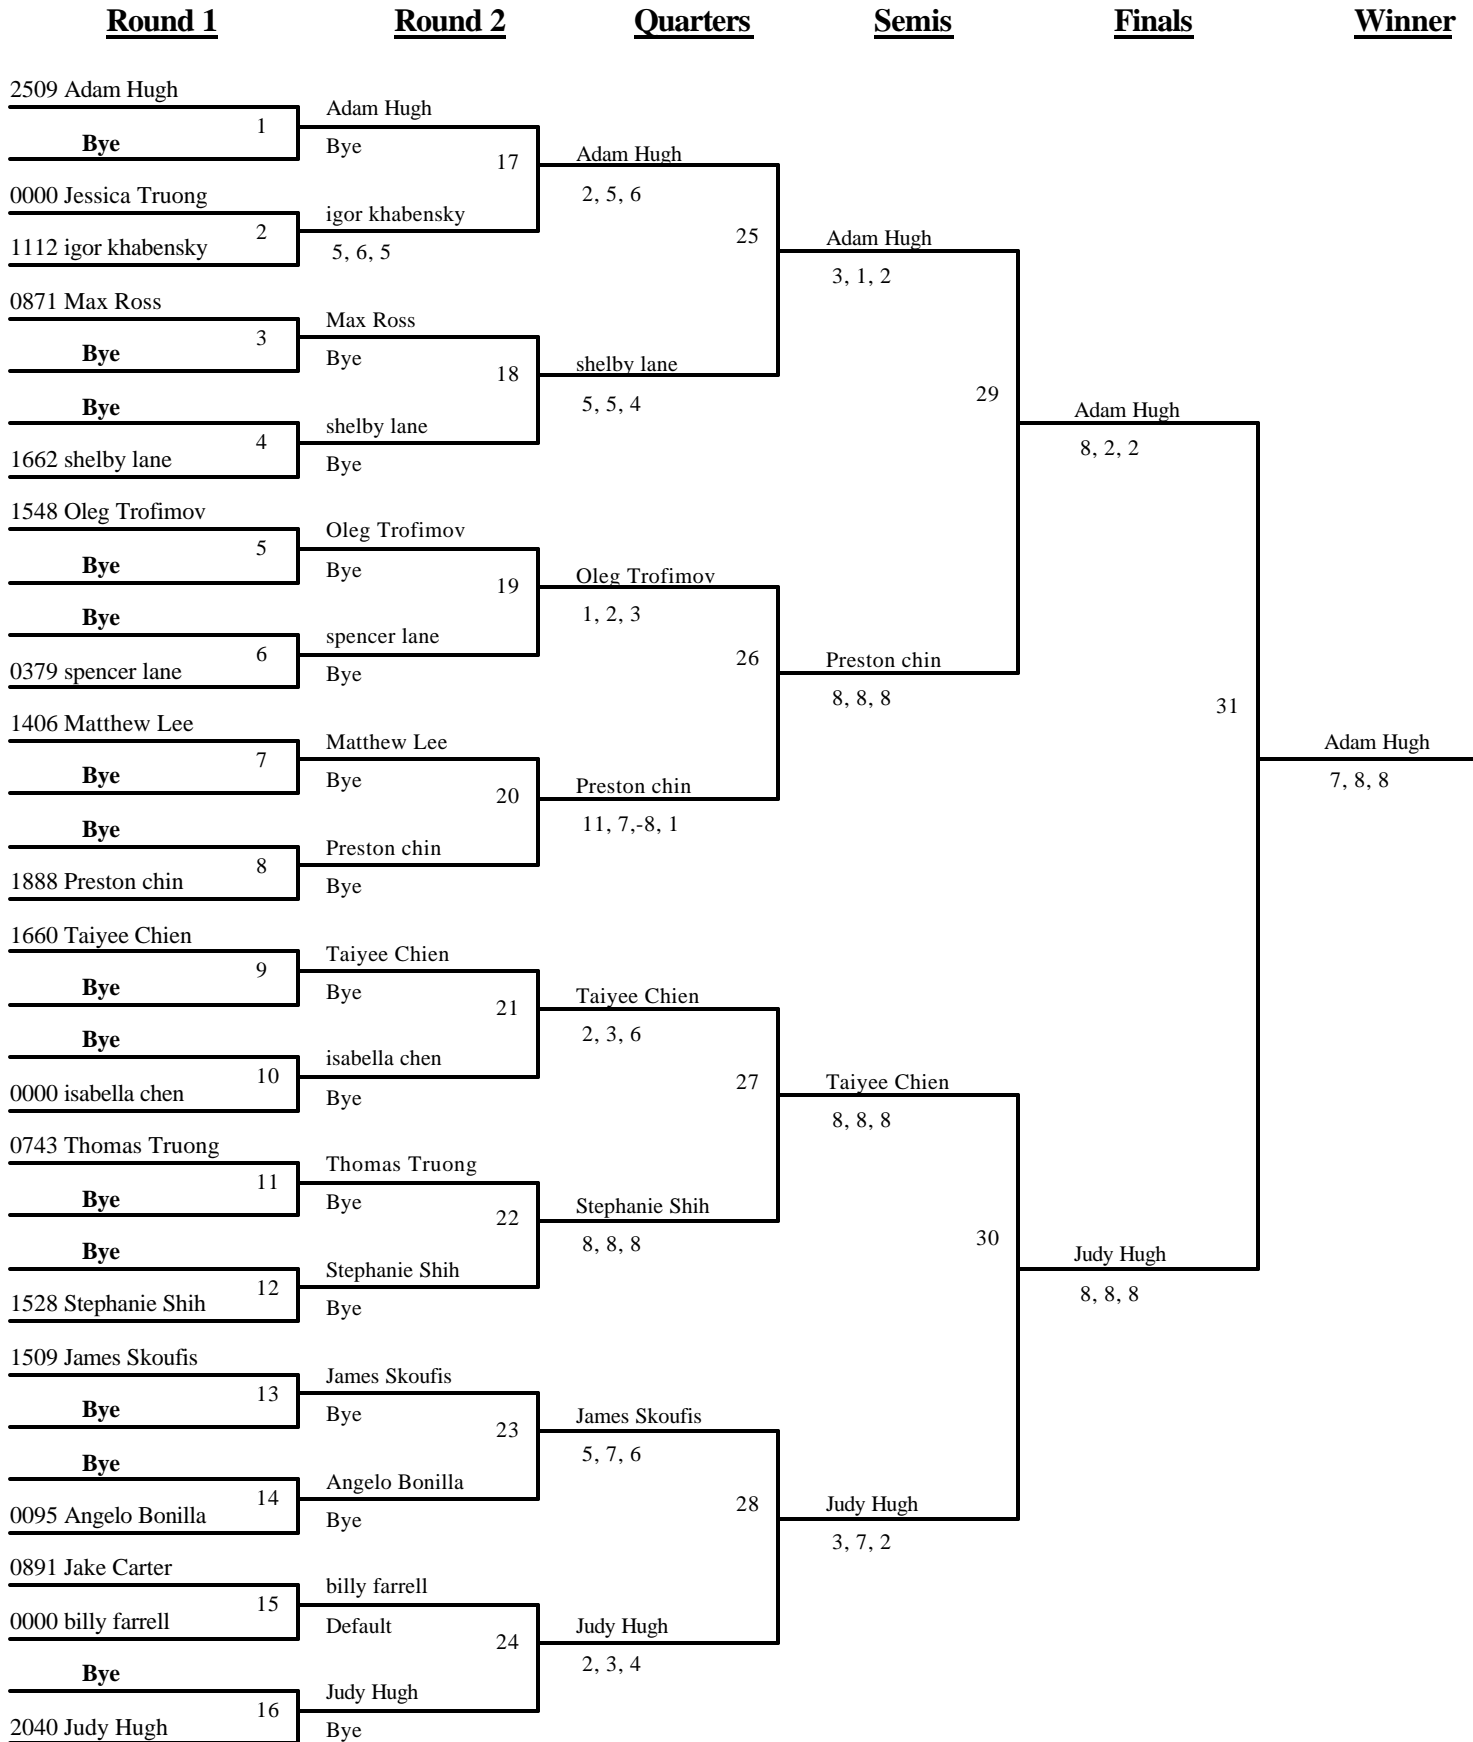 Round 1 Round 2 Quarters Semis Finals Winner
2509 Adam Hugh
Bye
1
0000 Jessica Truong
1112 igor khabensky
2
0871 Max Ross
Bye
3
Bye
1662 shelby lane
4
1548 Oleg Trofimov
Bye
5
Bye
0379 spencer lane
6
1406 Matthew Lee
Bye
7
Bye
1888 Preston chin
8
1660 Taiyee Chien
Bye
9
Bye
0000 isabella chen
10
0743 Thomas Truong
Bye
11
Bye
1528 Stephanie Shih
12
1509 James Skoufis
Bye
13
Bye
0095 Angelo Bonilla
14
0891 Jake Carter
0000 billy farrell
15
Bye
2040 Judy Hugh
16
Adam Hugh
Bye
17
igor khabensky
5, 6, 5
Max Ross
Bye
18
shelby lane
Bye
Oleg Trofimov
Bye
19
spencer lane
Bye
Matthew Lee
Bye
20
Preston chin
Bye
Taiyee Chien
Bye
21
isabella chen
Bye
Thomas Truong
Bye
22
Stephanie Shih
Bye
James Skoufis
Bye
23
Angelo Bonilla
Bye
billy farrell
Default
24
Judy Hugh
Bye
Adam Hugh
2, 5, 6
25
shelby lane
5, 5, 4
Oleg Trofimov
1, 2, 3
26
Preston chin
11, 7,-8, 1
Taiyee Chien
2, 3, 6
27
Stephanie Shih
8, 8, 8
James Skoufis
5, 7, 6
28
Judy Hugh
2, 3, 4
Adam Hugh
3, 1, 2
29
Preston chin
8, 8, 8
Taiyee Chien
8, 8, 8
30
Judy Hugh
3, 7, 2
Adam Hugh
8, 2, 2
31
Judy Hugh
8, 8, 8
Adam Hugh
7, 8, 8